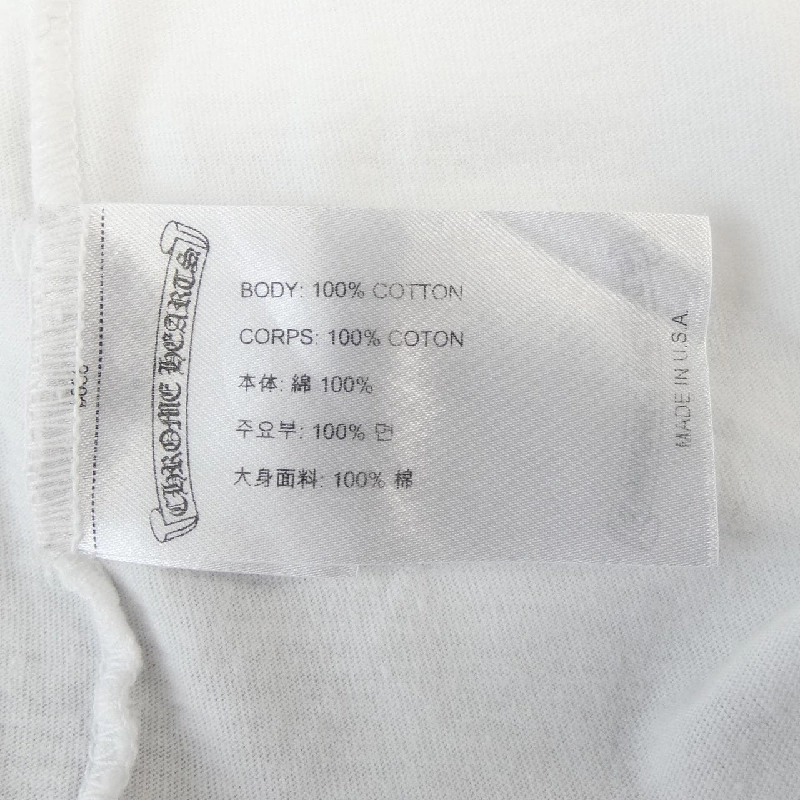 CHROME HEARTS
BODY: 100% COTTON
CORPS: 100% COTON
本体: 綿 100%
주요부: 100% 면
大身面料: 100% 棉
MADE IN U.S.A.